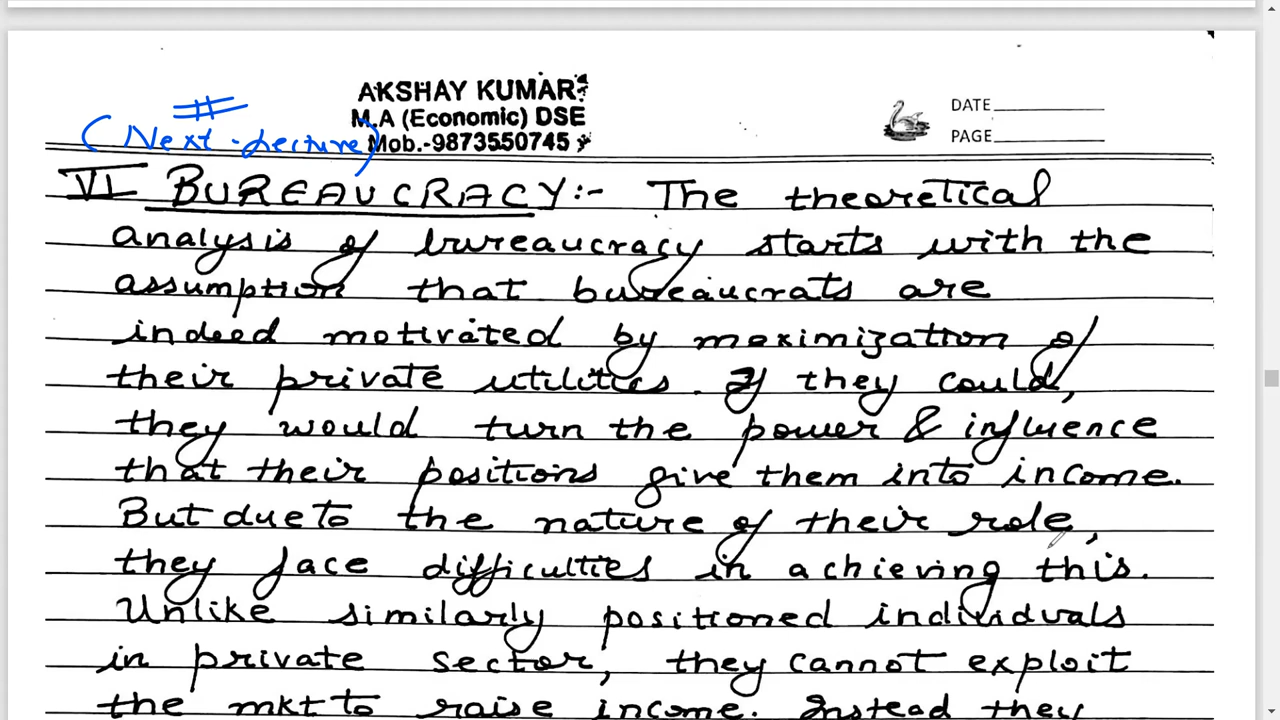 AKSHAY KUMAR
M.A (Economic) DSE
Mob.-9873550745
DATE
PAGE
(Next Lecture)
VI BUREAUCRACY:- The theoretical
analysis of bureaucracy starts with the
assumption that bureaucrats are
indeed motivated by maximization of
their private utilities. If they could,
they would turn the power & influence
that their positions give them into income.
But due to the nature of their role,
they face difficulties in achieving this.
Unlike similarly positioned individuals
in private sector, they cannot exploit
the mkt to raise income. Instead they